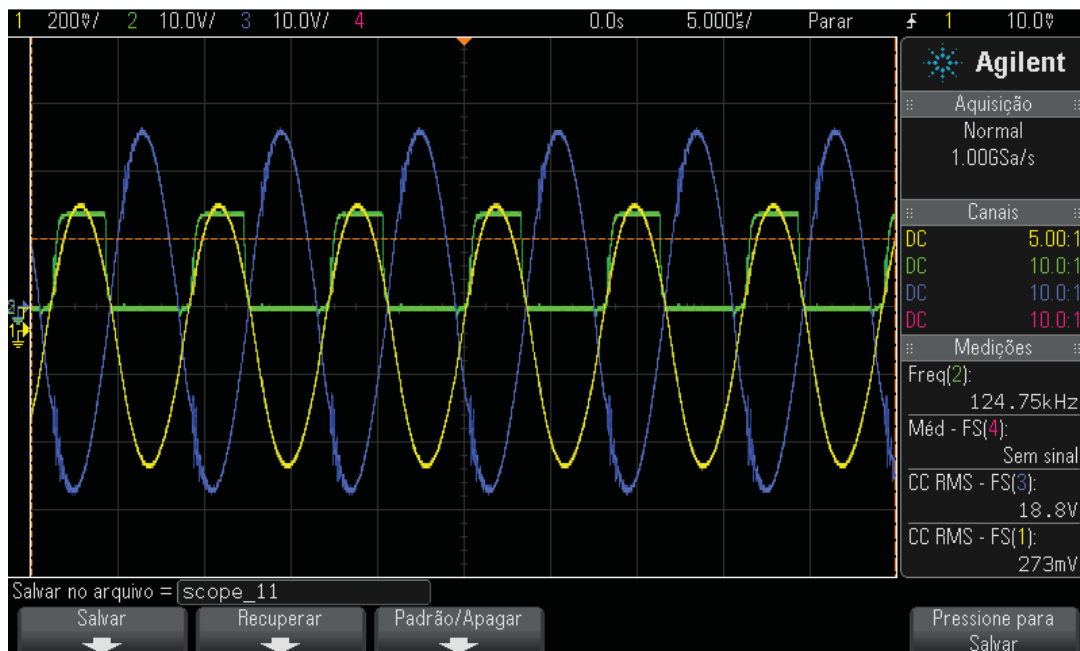 1 200mV/ 2 10.0V/ 3 10.0V/ 4 0.0s 5.000µs/ Parar 1 10.0V
Agilent
Aquisição
Normal
1.00GSa/s
Canais
DC 5.00:1
DC 10.0:1
DC 10.0:1
DC 10.0:1
Medições
Freq(2):
124.75kHz
Méd - FS(4):
Sem sinal
CC RMS - FS(3):
18.8V
CC RMS - FS(1):
273mV
Salvar no arquivo = scope_11
Salvar
Recuperar
Padrão/Apagar
Pressione para
Salvar